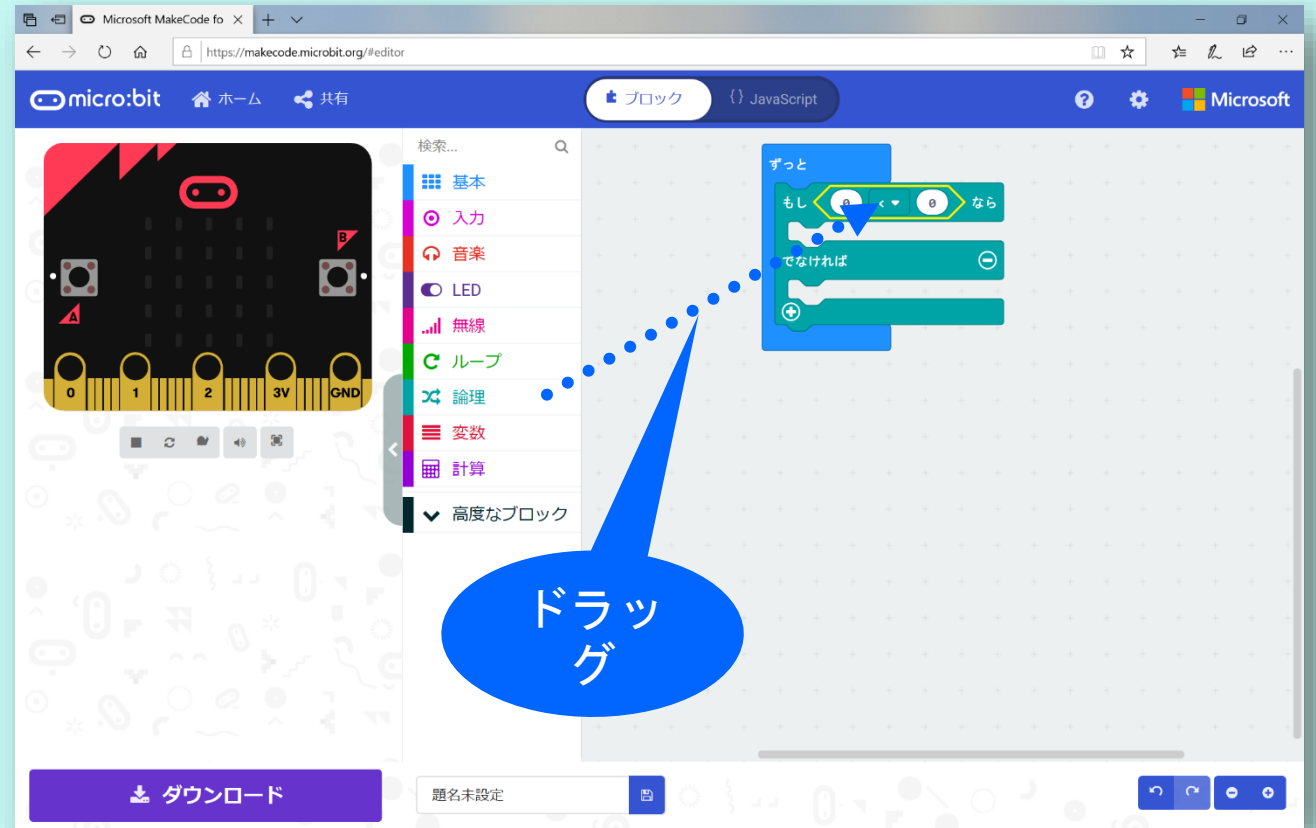 Microsoft MakeCode fo
https://makecode.microbit.org/#editor
micro:bit ホーム 共有 ブロック {} JavaScript Microsoft
検索...
基本
入力
音楽
LED
無線
ループ
論理
変数
計算
高度なブロック
B
A
0 1 2 3V GND
ずっと
もし 0 < 0 なら
でなければ
ドラッ
グ
ダウンロード
題名未設定